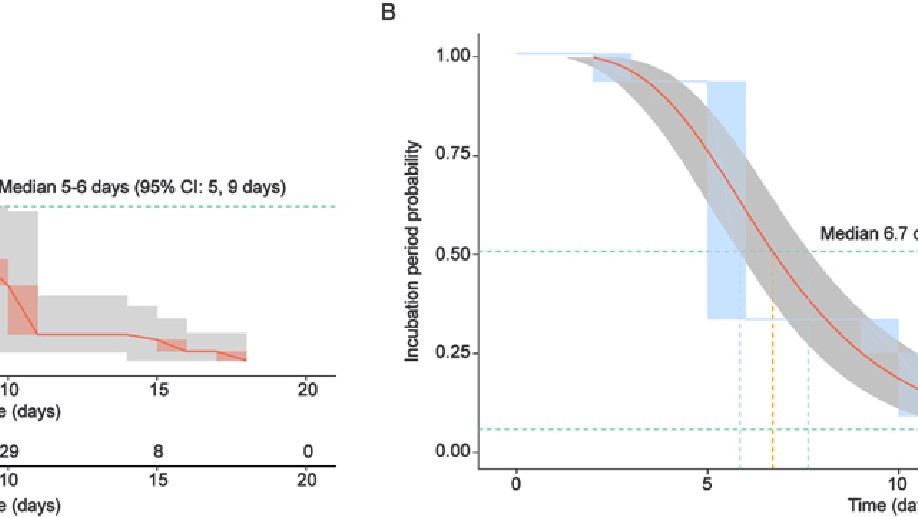 Median 5-6 days (95% CI: 5, 9 days)
10 15 20
e (days)
29 8 0
10 15 20
e (days)
B
Incubation period probability
1.00
0.75
0.50
0.25
0.00
Median 6.7
0 5 10
Time (da